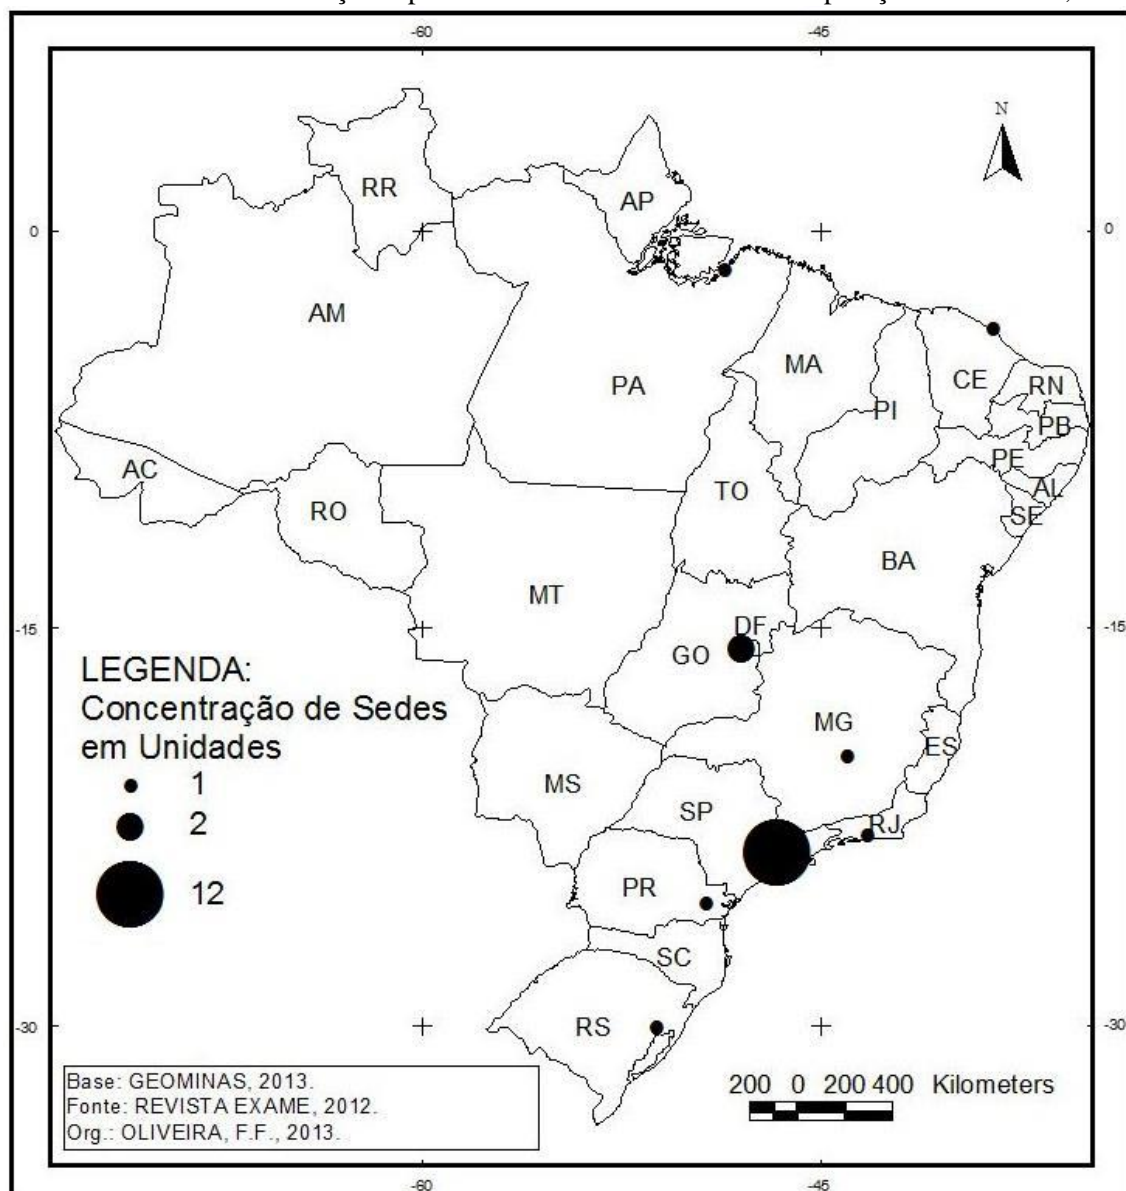 -60 -45
N
RR
AP
0 0
AM
PA
MA
CE
RN
PI
PB
AC
PE
TO
AL
RO
SE
BA
MT
-15 DF -15
GO
LEGENDA:
Concentração de Sedes
em Unidades
MG
ES
1
MS
SP
2
RJ
12
PR
SC
-30 RS -30
Base: GEOMINAS, 2013.
Fonte: REVISTA EXAME, 2012.
Org.: OLIVEIRA, F.F., 2013.
200 0 200 400 Kilometers
-60 -45